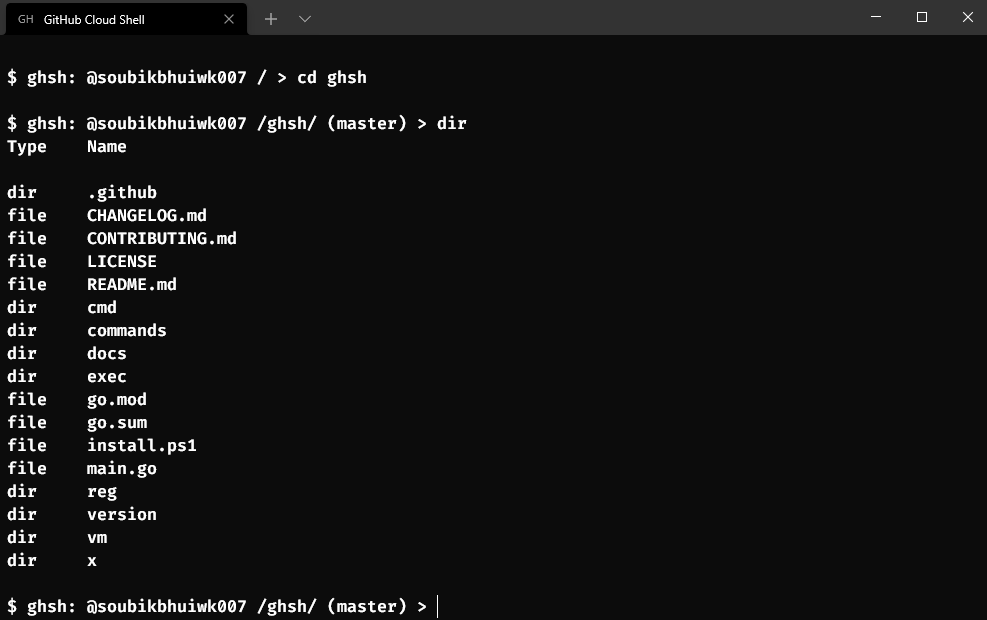 GH GitHub Cloud Shell
$ ghsh: @soubikbhuiwk007 / > cd ghsh
$ ghsh: @soubikbhuiwk007 /ghsh/ (master) > dir
Type    Name
dir     .github
file    CHANGELOG.md
file    CONTRIBUTING.md
file    LICENSE
file    README.md
dir     cmd
dir     commands
dir     docs
dir     exec
file    go.mod
file    go.sum
file    install.ps1
file    main.go
dir     reg
dir     version
dir     vm
dir     x
$ ghsh: @soubikbhuiwk007 /ghsh/ (master) >